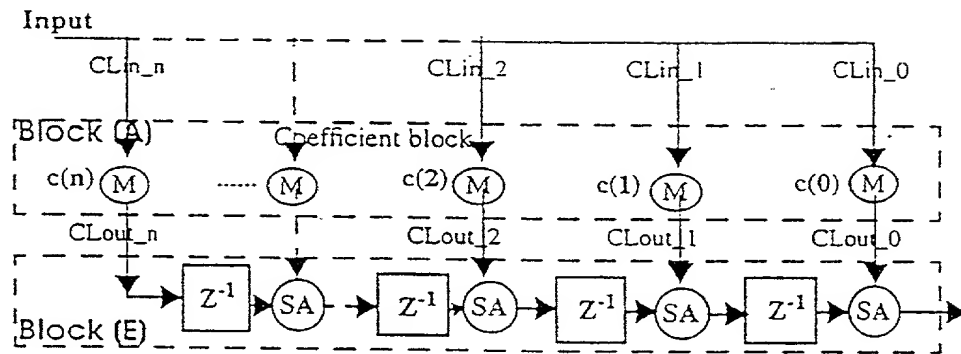 Input
CLin_n CLin_2 CLin_1 CLin_0
Block (A) Coefficient block
c(n) M ...... M c(2) M c(1) M c(0) M
CLout_n CLout_2 CLout_1 CLout_0
Z-1 SA Z-1 SA Z-1 SA Z-1 SA
Block (E)